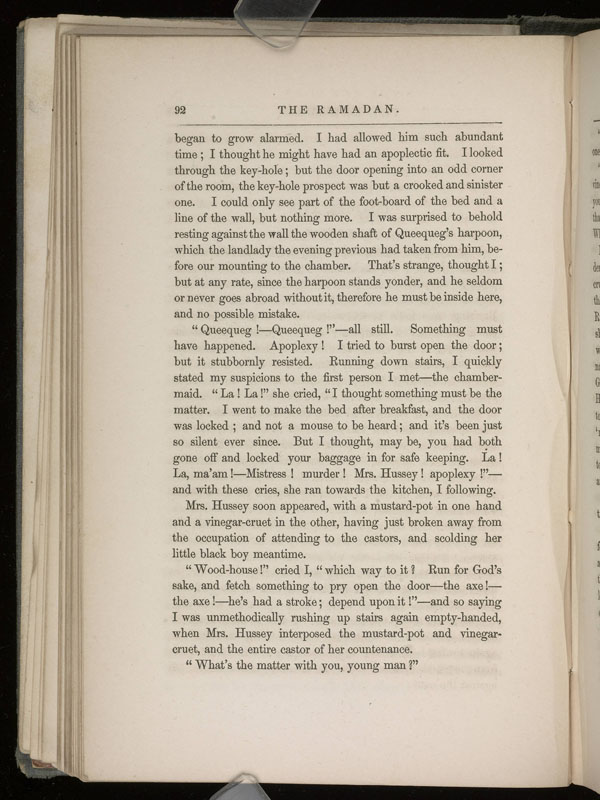 92
THE RAMADAN.
began to grow alarmed. I had allowed him such abundant
time ; I thought he might have had an apoplectic fit. I looked
through the key-hole ; but the door opening into an odd corner
of the room, the key-hole prospect was but a crooked and sinister
one. I could only see part of the foot-board of the bed and a
line of the wall, but nothing more. I was surprised to behold
resting against the wall the wooden shaft of Queequeg's harpoon,
which the landlady the evening previous had taken from him, be-
fore our mounting to the chamber. That's strange, thought I ;
but at any rate, since the harpoon stands yonder, and he seldom
or never goes abroad without it, therefore he must be inside here,
and no possible mistake.
" Queequeg !—Queequeg !"—all still. Something must
have happened. Apoplexy ! I tried to burst open the door ;
but it stubbornly resisted. Running down stairs, I quickly
stated my suspicions to the first person I met—the chamber-
maid. " La ! La !" she cried, " I thought something must be the
matter. I went to make the bed after breakfast, and the door
was locked ; and not a mouse to be heard ; and it's been just
so silent ever since. But I thought, may be, you had both
gone off and locked your baggage in for safe keeping. La !
La, ma'am !—Mistress ! murder ! Mrs. Hussey ! apoplexy !"—
and with these cries, she ran towards the kitchen, I following.
Mrs. Hussey soon appeared, with a mustard-pot in one hand
and a vinegar-cruet in the other, having just broken away from
the occupation of attending to the castors, and scolding her
little black boy meantime.
" Wood-house !" cried I, " which way to it ? Run for God's
sake, and fetch something to pry open the door—the axe !—
the axe !—he's had a stroke ; depend upon it !"—and so saying
I was unmethodically rushing up stairs again empty-handed,
when Mrs. Hussey interposed the mustard-pot and vinegar-
cruet, and the entire castor of her countenance.
" What's the matter with you, young man ?"